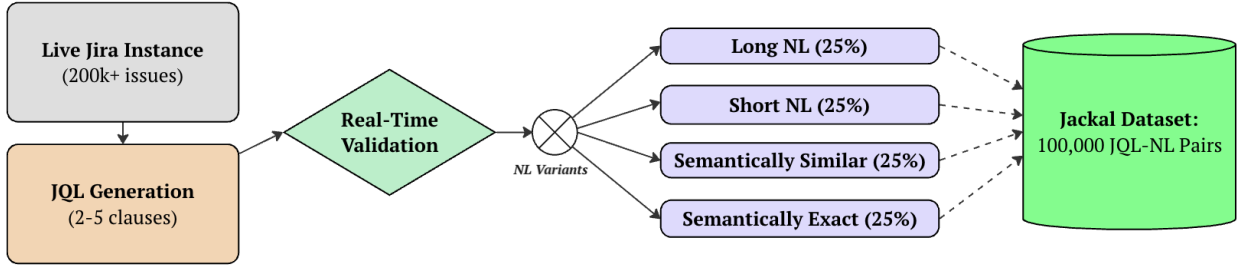 Live Jira Instance
(200k+ issues)
JQL Generation
(2-5 clauses)
Real-Time
Validation
NL Variants
Long NL (25%)
Short NL (25%)
Semantically Similar (25%)
Semantically Exact (25%)
Jackal Dataset:
100,000 JQL-NL Pairs